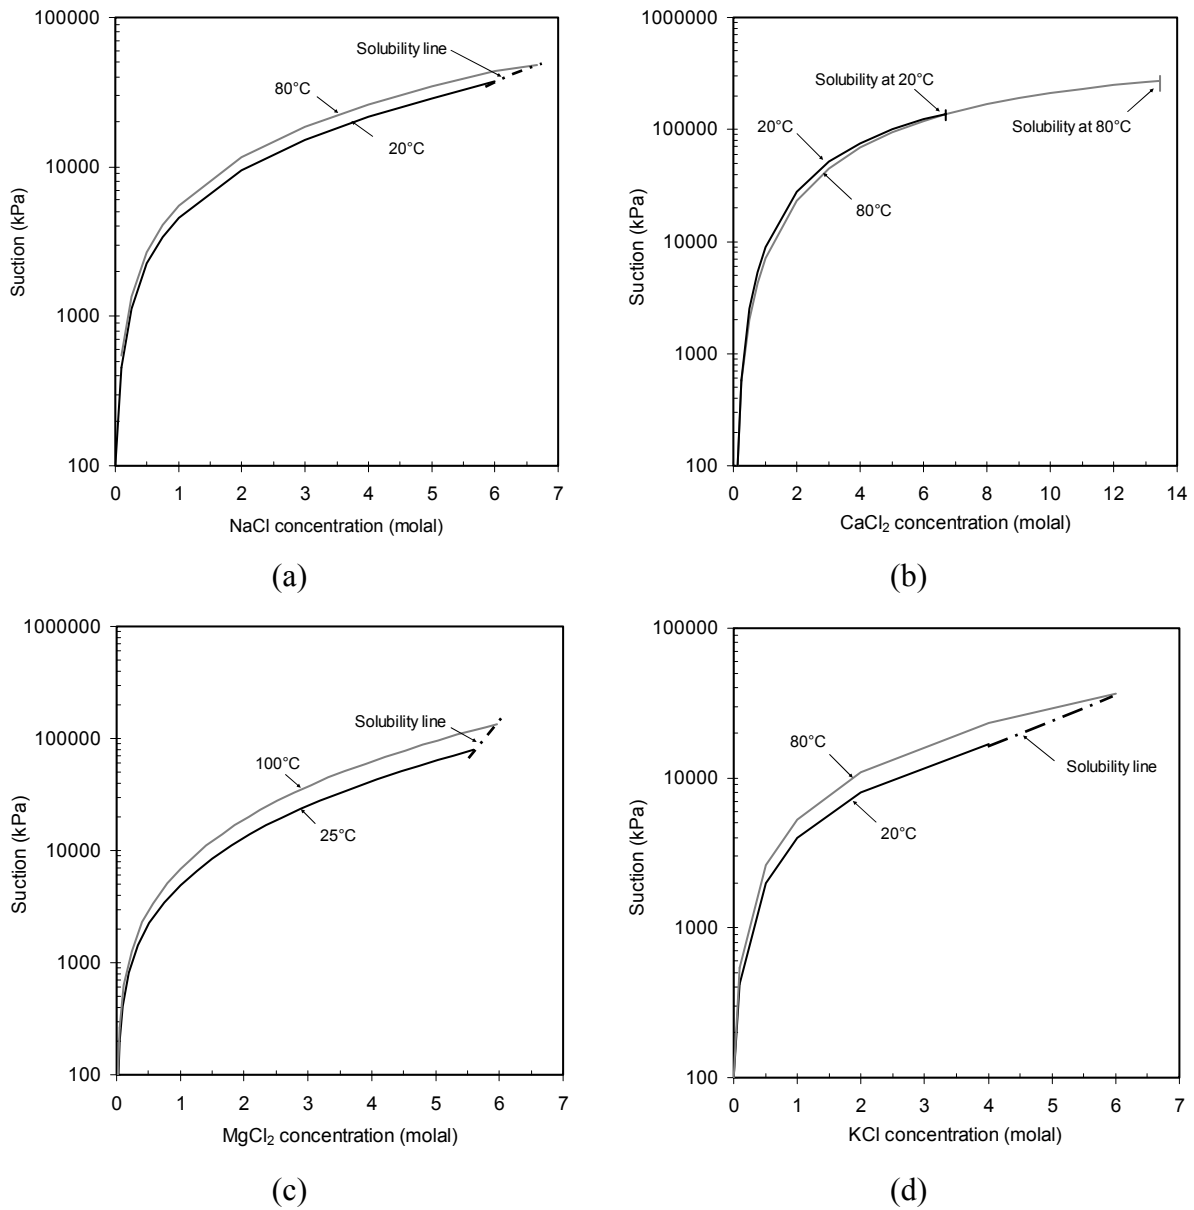 100000
10000
1000
100
Suction (kPa)
Solubility line
80°C
20°C
0 1 2 3 4 5 6 7
NaCl concentration (molal)
(a)
1000000
100000
10000
1000
100
Suction (kPa)
Solubility at 20°C
20°C
Solubility at 80°C
80°C
0 2 4 6 8 10 12 14
CaCl₂ concentration (molal)
(b)
1000000
100000
10000
1000
100
Suction (kPa)
Solubility line
100°C
25°C
0 1 2 3 4 5 6 7
MgCl₂ concentration (molal)
(c)
100000
10000
1000
100
Suction (kPa)
80°C
Solubility line
20°C
0 1 2 3 4 5 6 7
KCl concentration (molal)
(d)